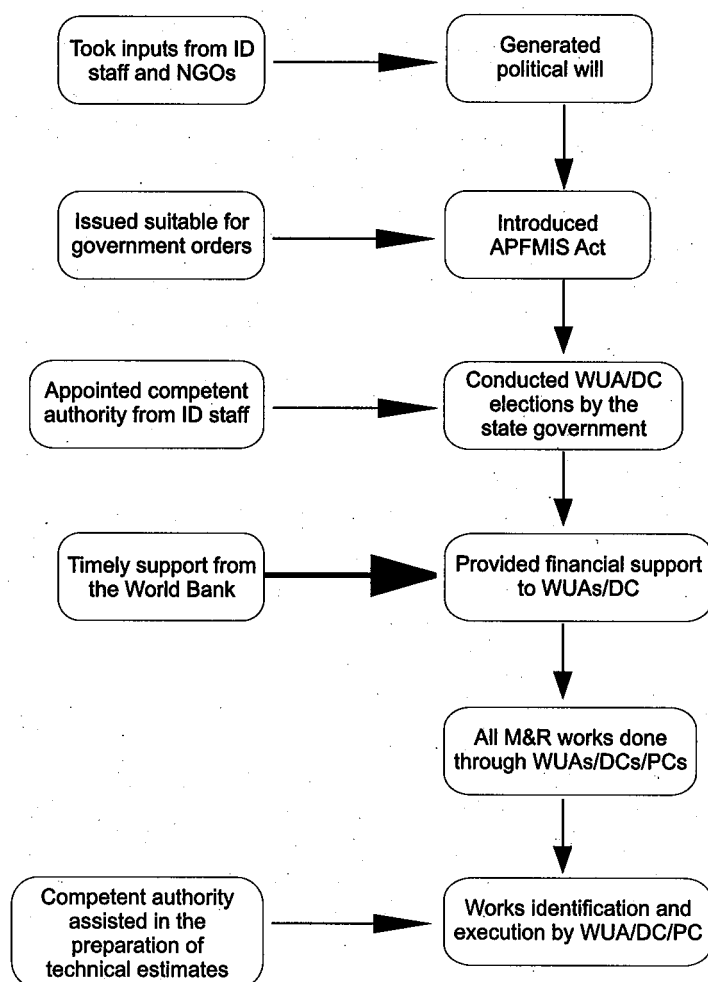 Took inputs from ID
staff and NGOs
Generated
political will
Issued suitable for
government orders
Introduced
APFMIS Act
Appointed competent
authority from ID staff
Conducted WUA/DC
elections by the
state government
Timely support from
the World Bank
Provided financial support
to WUAs/DC
All M&R works done
through WUAs/DCs/PCs
Competent authority
assisted in the
preparation of
technical estimates
Works identification and
execution by WUA/DC/PC